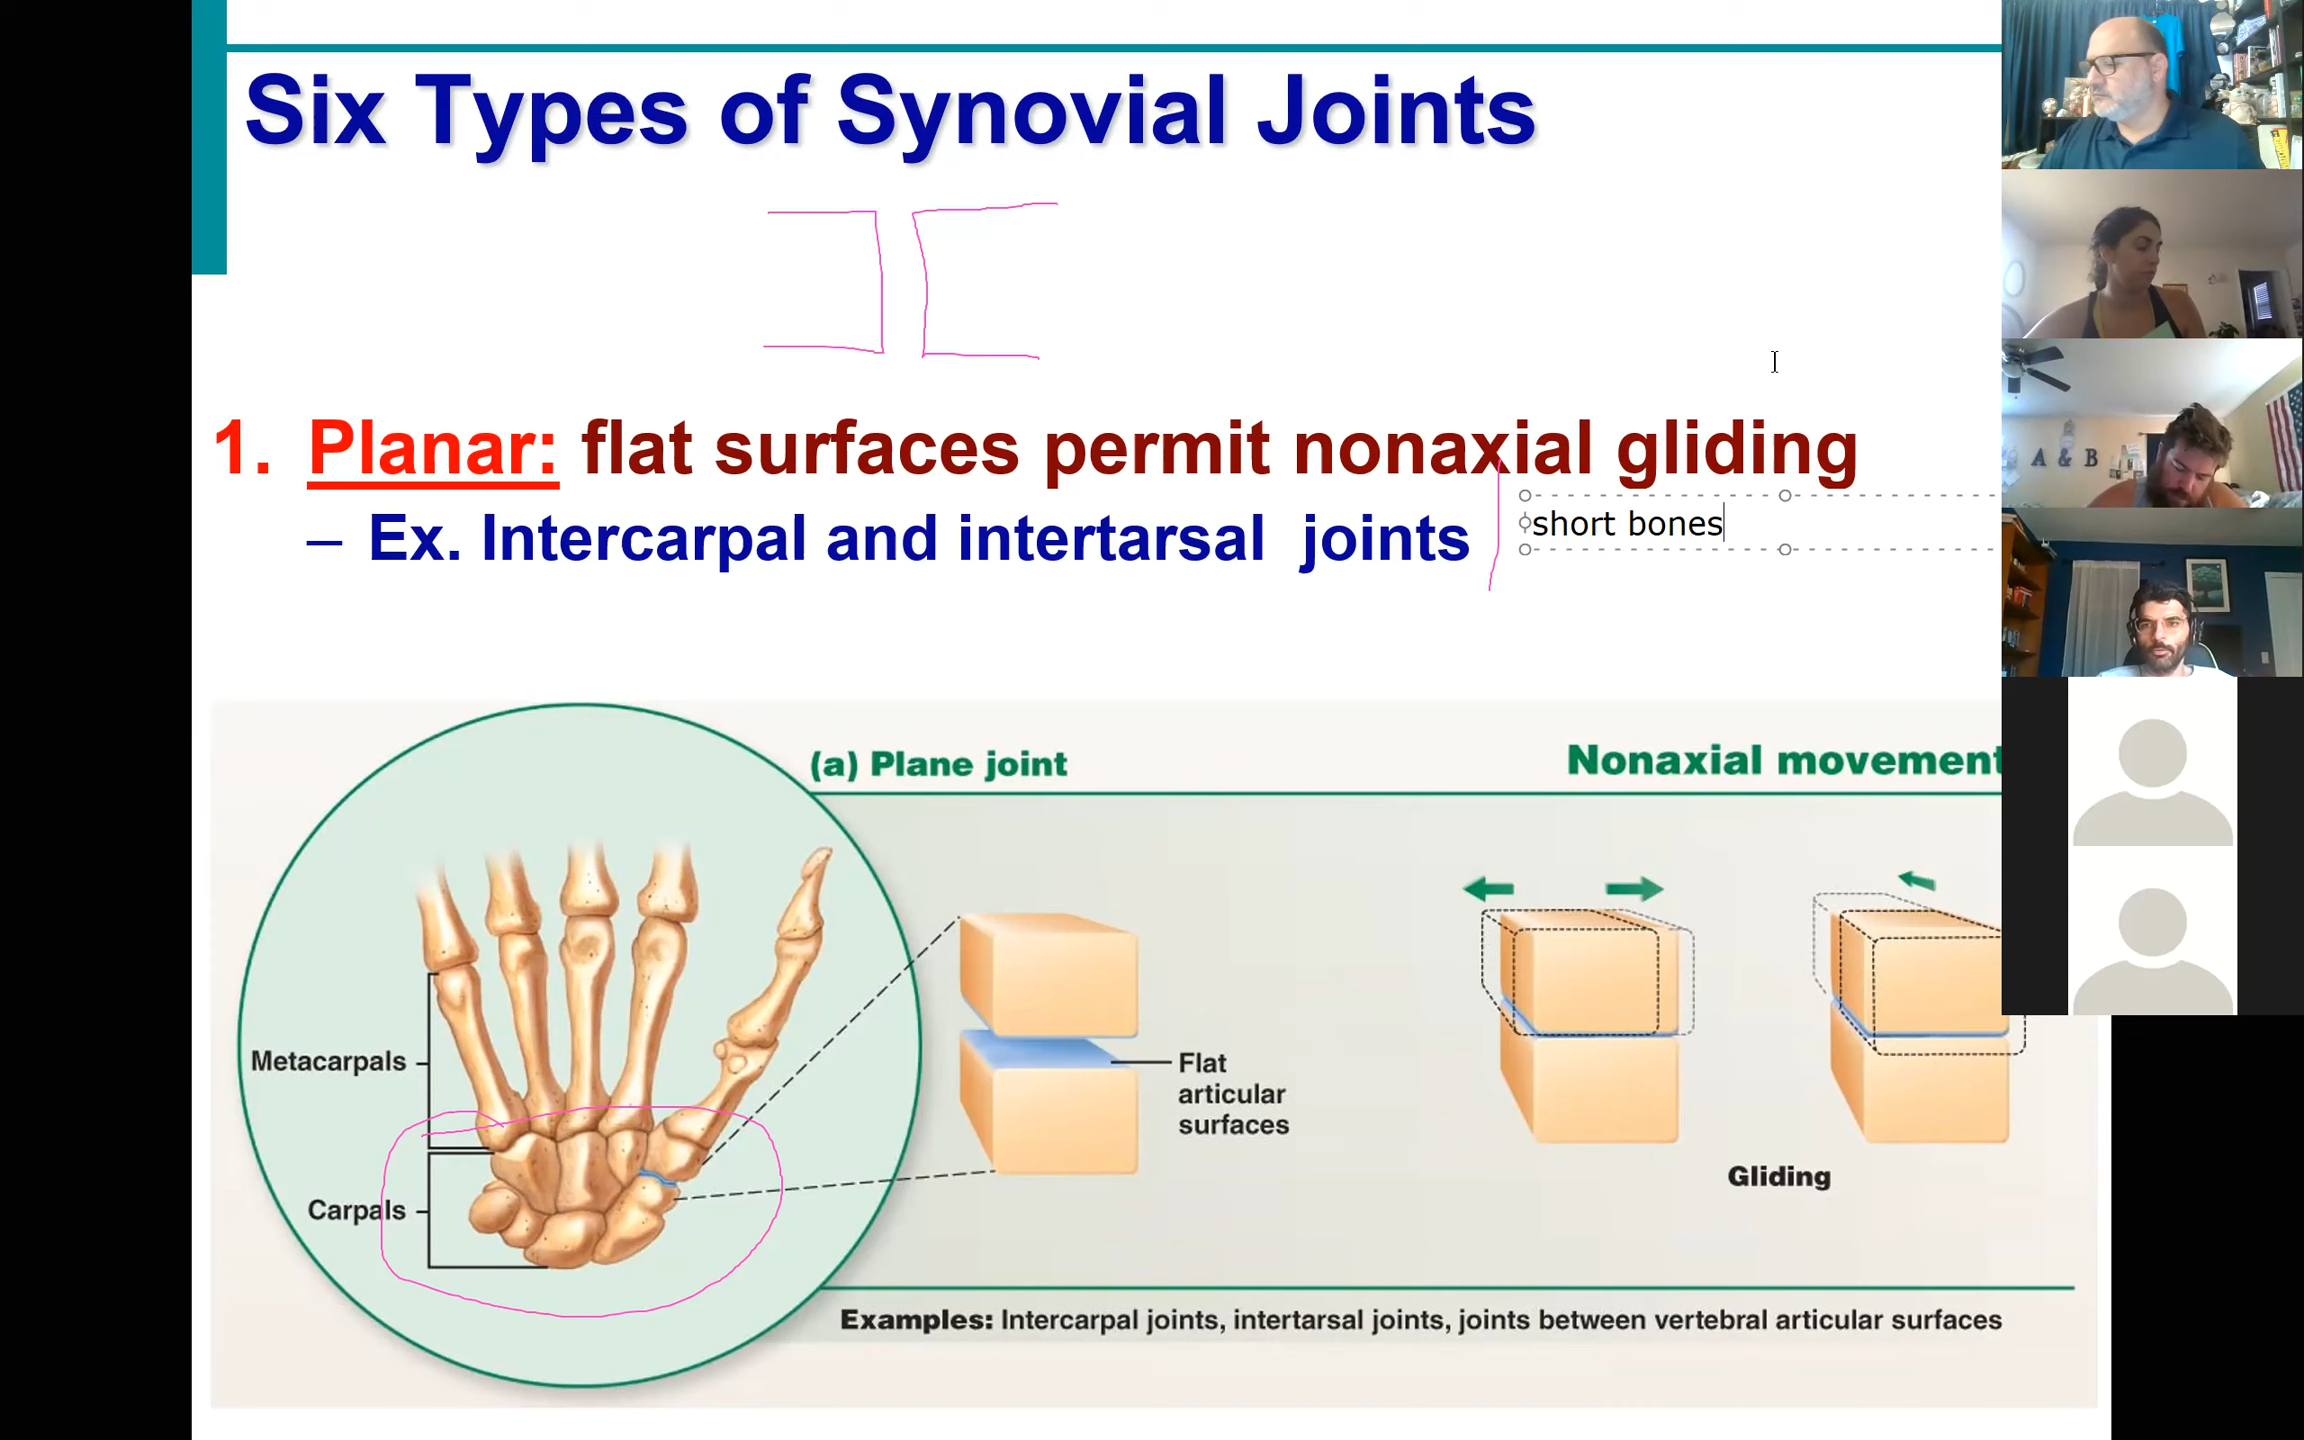 Six Types of Synovial Joints
1. Planar: flat surfaces permit nonaxial gliding
– Ex. Intercarpal and intertarsal joints
short bones
(a) Plane joint
Nonaxial movement
Metacarpals
Carpals
Flat
articular
surfaces
Gliding
Examples: Intercarpal joints, intertarsal joints, joints between vertebral articular surfaces
A & B